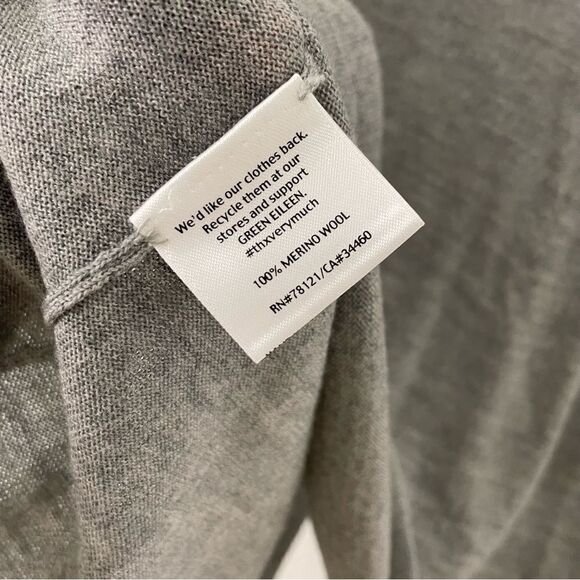 We'd like our clothes back.
Recycle them at our
stores and support
GREEN EILEEN.
#thxverymuch
100% MERINO WOOL
RN#78121/CA#34460